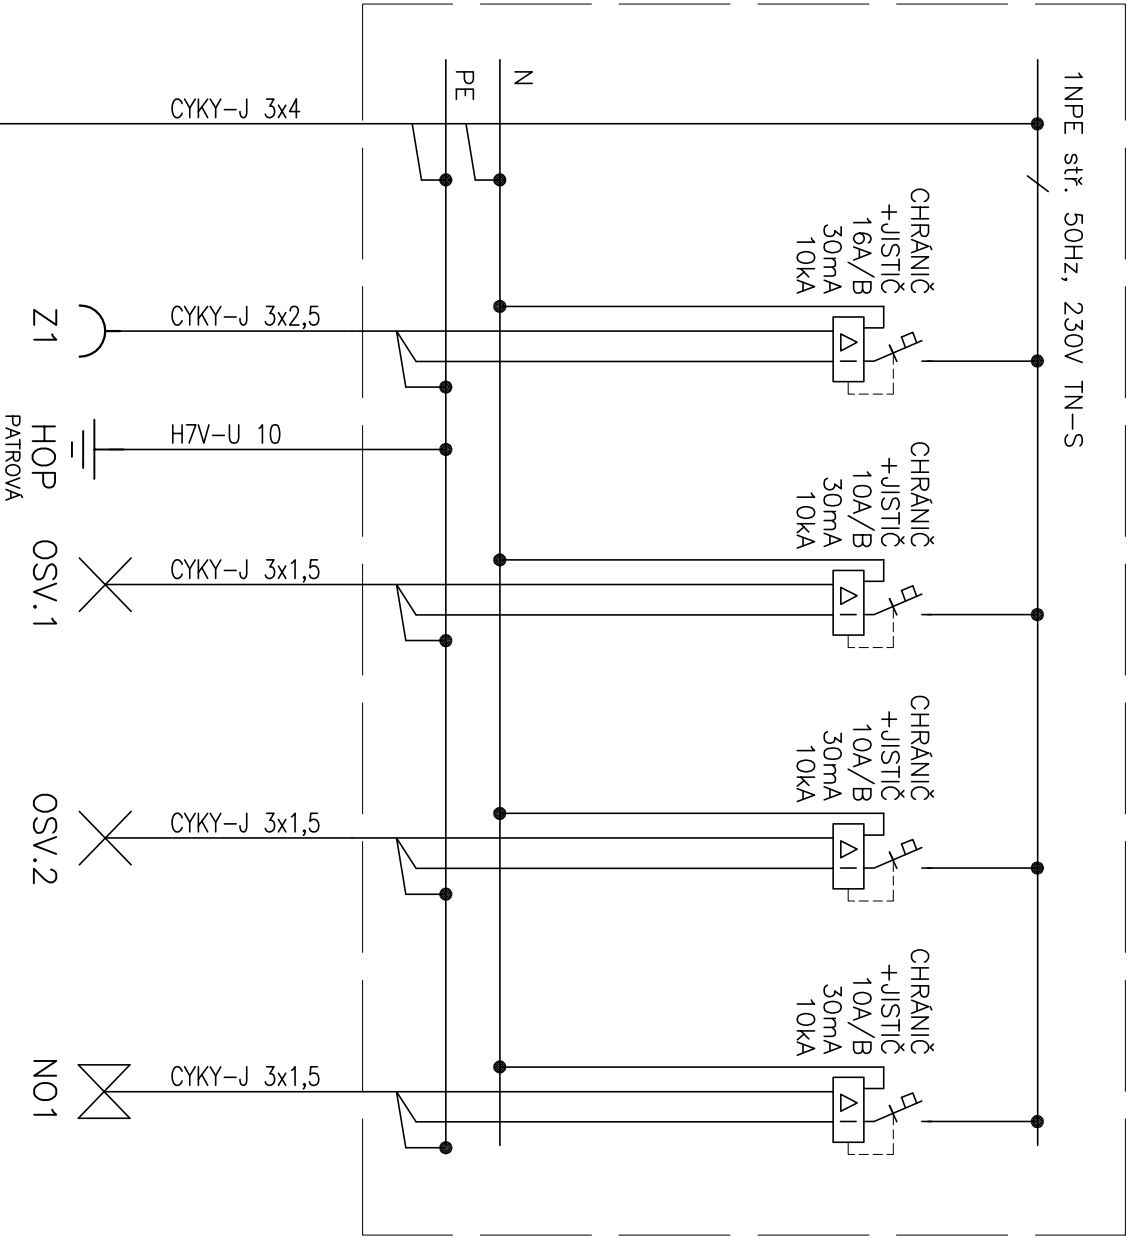 1NPE stř. 50Hz, 230V TN-S
N
PE
CYKY-J 3x4
CHRÁNIČ
+JISTIČ
16A/B
30mA
10kA
CYKY-J 3x2,5
Z1
H7V-U 10
HOP
PATROVÁ
CHRÁNIČ
+JISTIČ
10A/B
30mA
10kA
CYKY-J 3x1,5
OSV.1
CHRÁNIČ
+JISTIČ
10A/B
30mA
10kA
CYKY-J 3x1,5
OSV.2
CHRÁNIČ
+JISTIČ
10A/B
30mA
10kA
CYKY-J 3x1,5
NO1